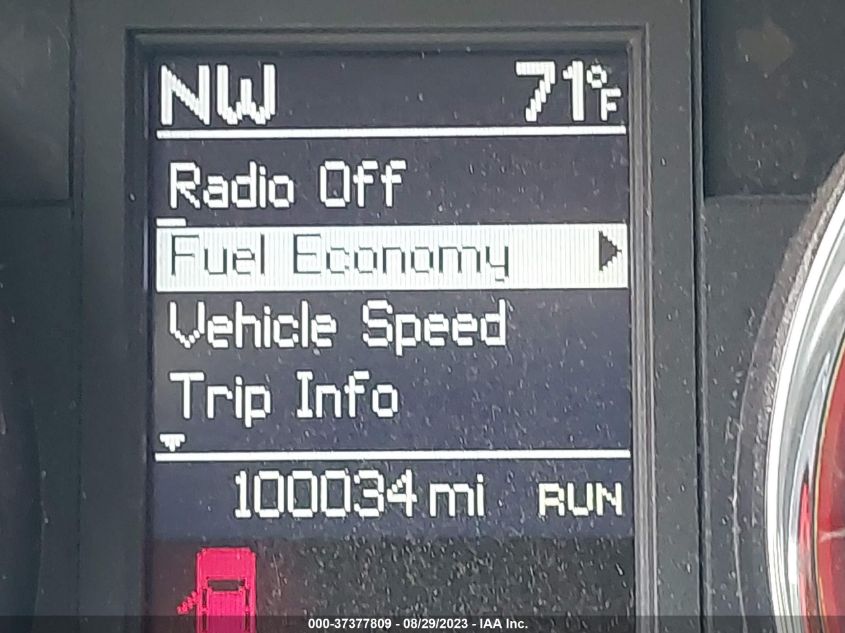 NW 71°F
Radio Off
Fuel Economy
Vehicle Speed
Trip Info
100034 mi RUN
000-37377809 - 08/29/2023 - IAA Inc.